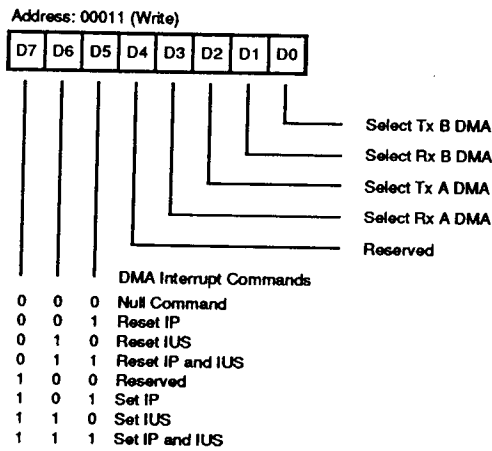 Address: 00011 (Write)
D7 D6 D5 D4 D3 D2 D1 D0
Select Tx B DMA
Select Rx B DMA
Select Tx A DMA
Select Rx A DMA
Reserved
DMA Interrupt Commands
0 0 0 Null Command
0 0 1 Reset IP
0 1 0 Reset IUS
0 1 1 Reset IP and IUS
1 0 0 Reserved
1 0 1 Set IP
1 1 0 Set IUS
1 1 1 Set IP and IUS